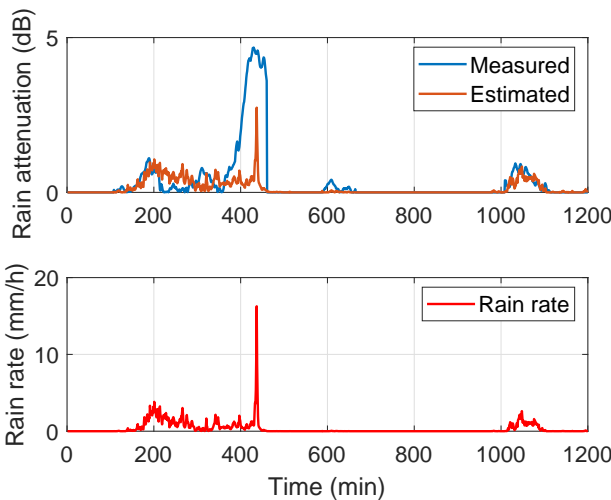 Rain attenuation (dB)
5
0
Measured
Estimated
0 200 400 600 800 1000 1200
Rain rate (mm/h)
20
10
0
Rain rate
0 200 400 600 800 1000 1200
Time (min)